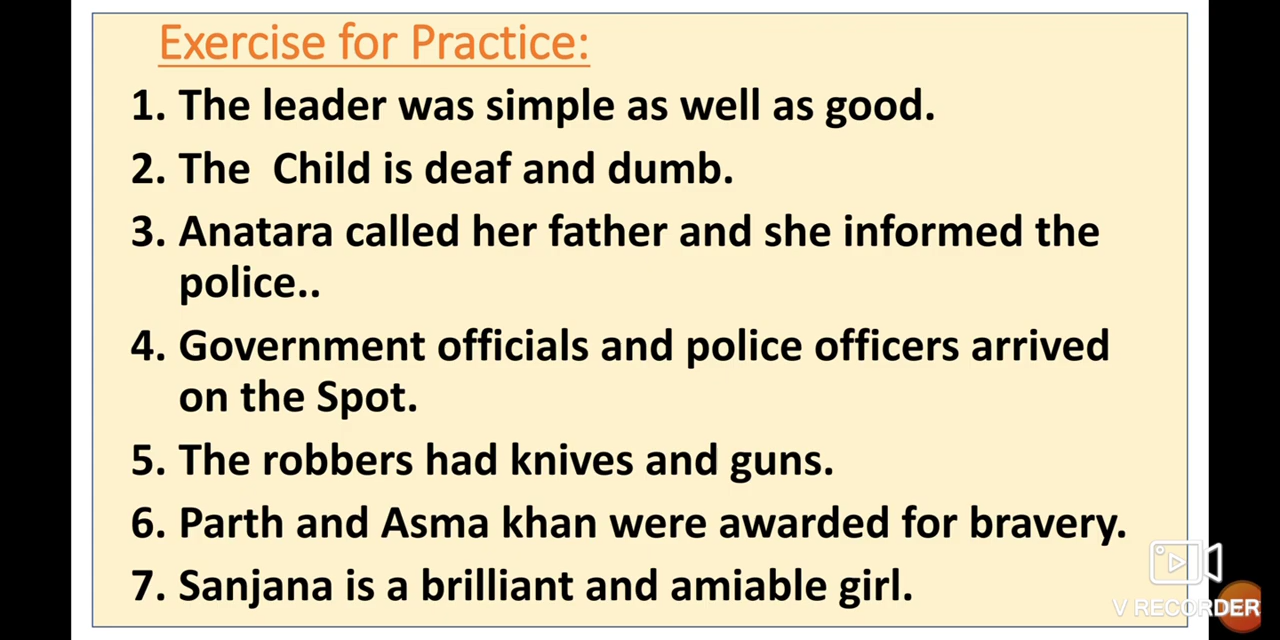 Exercise for Practice:
1. The leader was simple as well as good.
2. The Child is deaf and dumb.
3. Anatara called her father and she informed the
police..
4. Government officials and police officers arrived
on the Spot.
5. The robbers had knives and guns.
6. Parth and Asma khan were awarded for bravery.
7. Sanjana is a brilliant and amiable girl.
V RECORDER